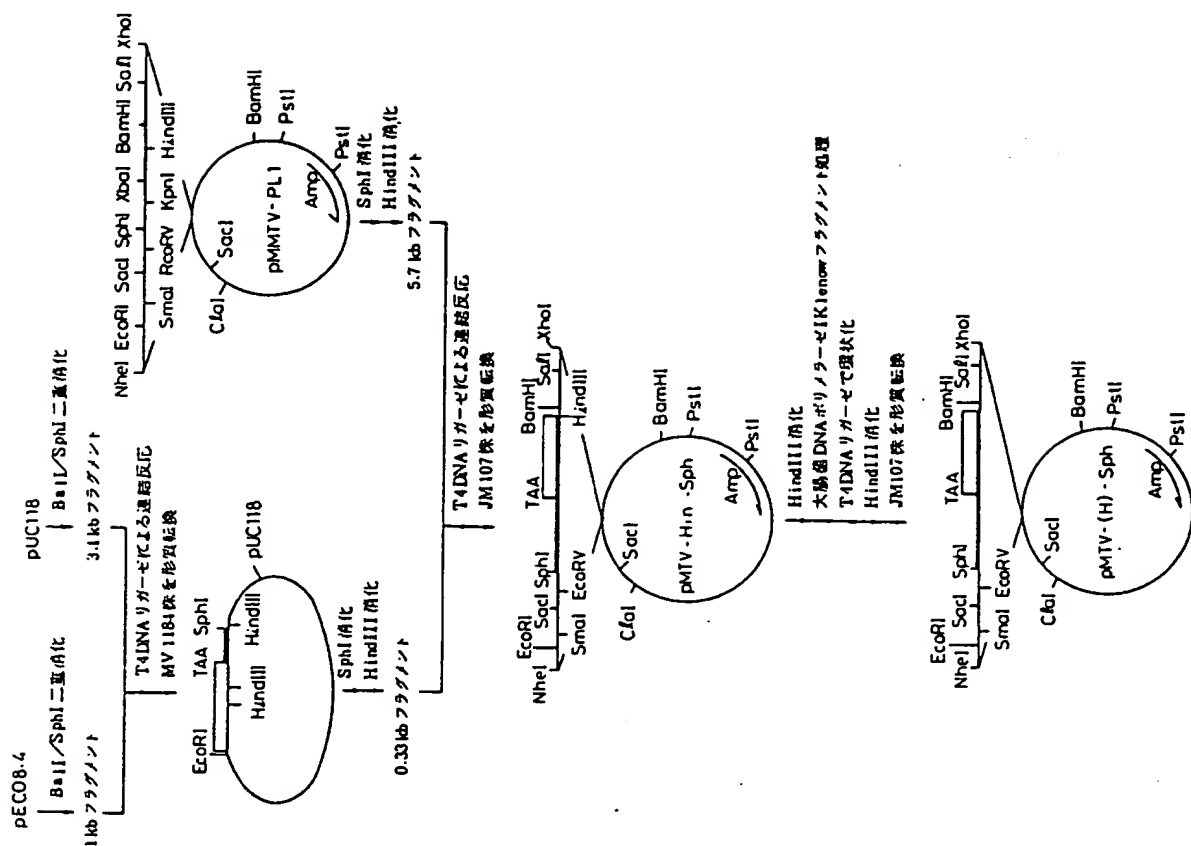 pECO8-4
BalI/SphI二重消化
1kbフラグメント
pUC118
BalI/SphI二重消化
3.1kbフラグメント
T4DNAリガーゼによる連結反応
MV1184株を形質転換
EcoRI TAA SphI
HindIII HindIII
pUC118
SphI消化
HindIII消化
0.33kbフラグメント
NheI EcoRI SacI SphI XbaI BamHI SalI XhoI
SmaI RcoRV KpnI HindIII
SacI
ClaI
BamHI
PstI
pMMTV-PL1
Amp
PstI
SphI消化
HindIII消化
5.7kbフラグメント
T4DNAリガーゼによる連結反応
JM107株を形質転換
EcoRI SacI SphI TAA BamHI SalI XhoI
NheI SmaI EcoRV HindIII
SacI
ClaI
BamHI
PstI
pMTV-Hin-Sph
Amp
PstI
HindIII消化
大腸菌DNAポリメラーゼIKlenowフラグメント処理
T4DNAリガーゼで環状化
HindIII消化
JM107株を形質転換
EcoRI SacI SphI TAA BamHI SalI XhoI
NheI SmaI EcoRV
SacI
ClaI
BamHI
PstI
pMTV-(H)-Sph
Amp
PstI